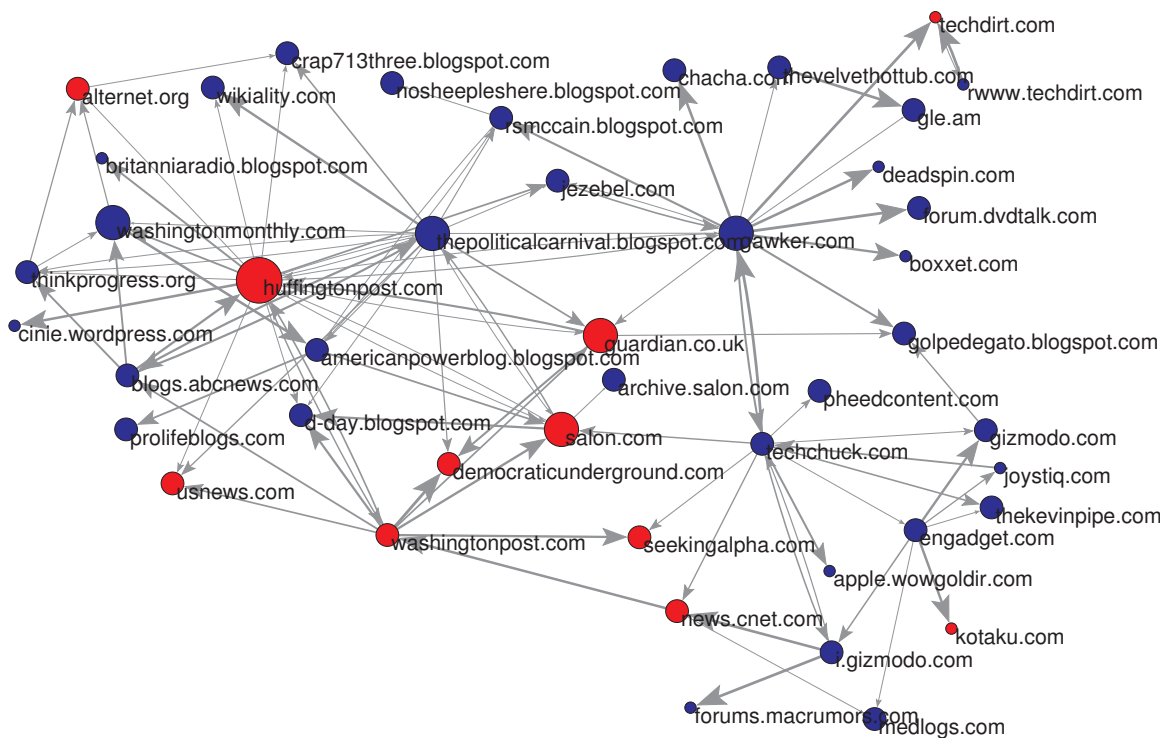 techdirt.com
crap713three.blogspot.com
chacha.com
thevelvethottub.com
alternet.org
wikiality.com
nosheepleshere.blogspot.com
rwww.techdirt.com
gle.am
rsmccain.blogspot.com
britanniaradio.blogspot.com
deadspin.com
jezebel.com
forum.dvdtalk.com
washingtonmonthly.com
thepoliticalcarnival.blogspot.com
gawker.com
boxxet.com
thinkprogress.org
huffingtonpost.com
cinie.wordpress.com
guardian.co.uk
golpedegato.blogspot.com
americanpowerblog.blogspot.com
blogs.abcnews.com
archive.salon.com
pheedcontent.com
d-day.blogspot.com
prolifeblogs.com
salon.com
techchuck.com
gizmodo.com
democraticunderground.com
joystiq.com
usnews.com
thekevinpipe.com
washingtonpost.com
seekingalpha.com
engadget.com
apple.wowgoldir.com
news.cnet.com
kotaku.com
i.gizmodo.com
forums.macrumors.com
medlogs.com